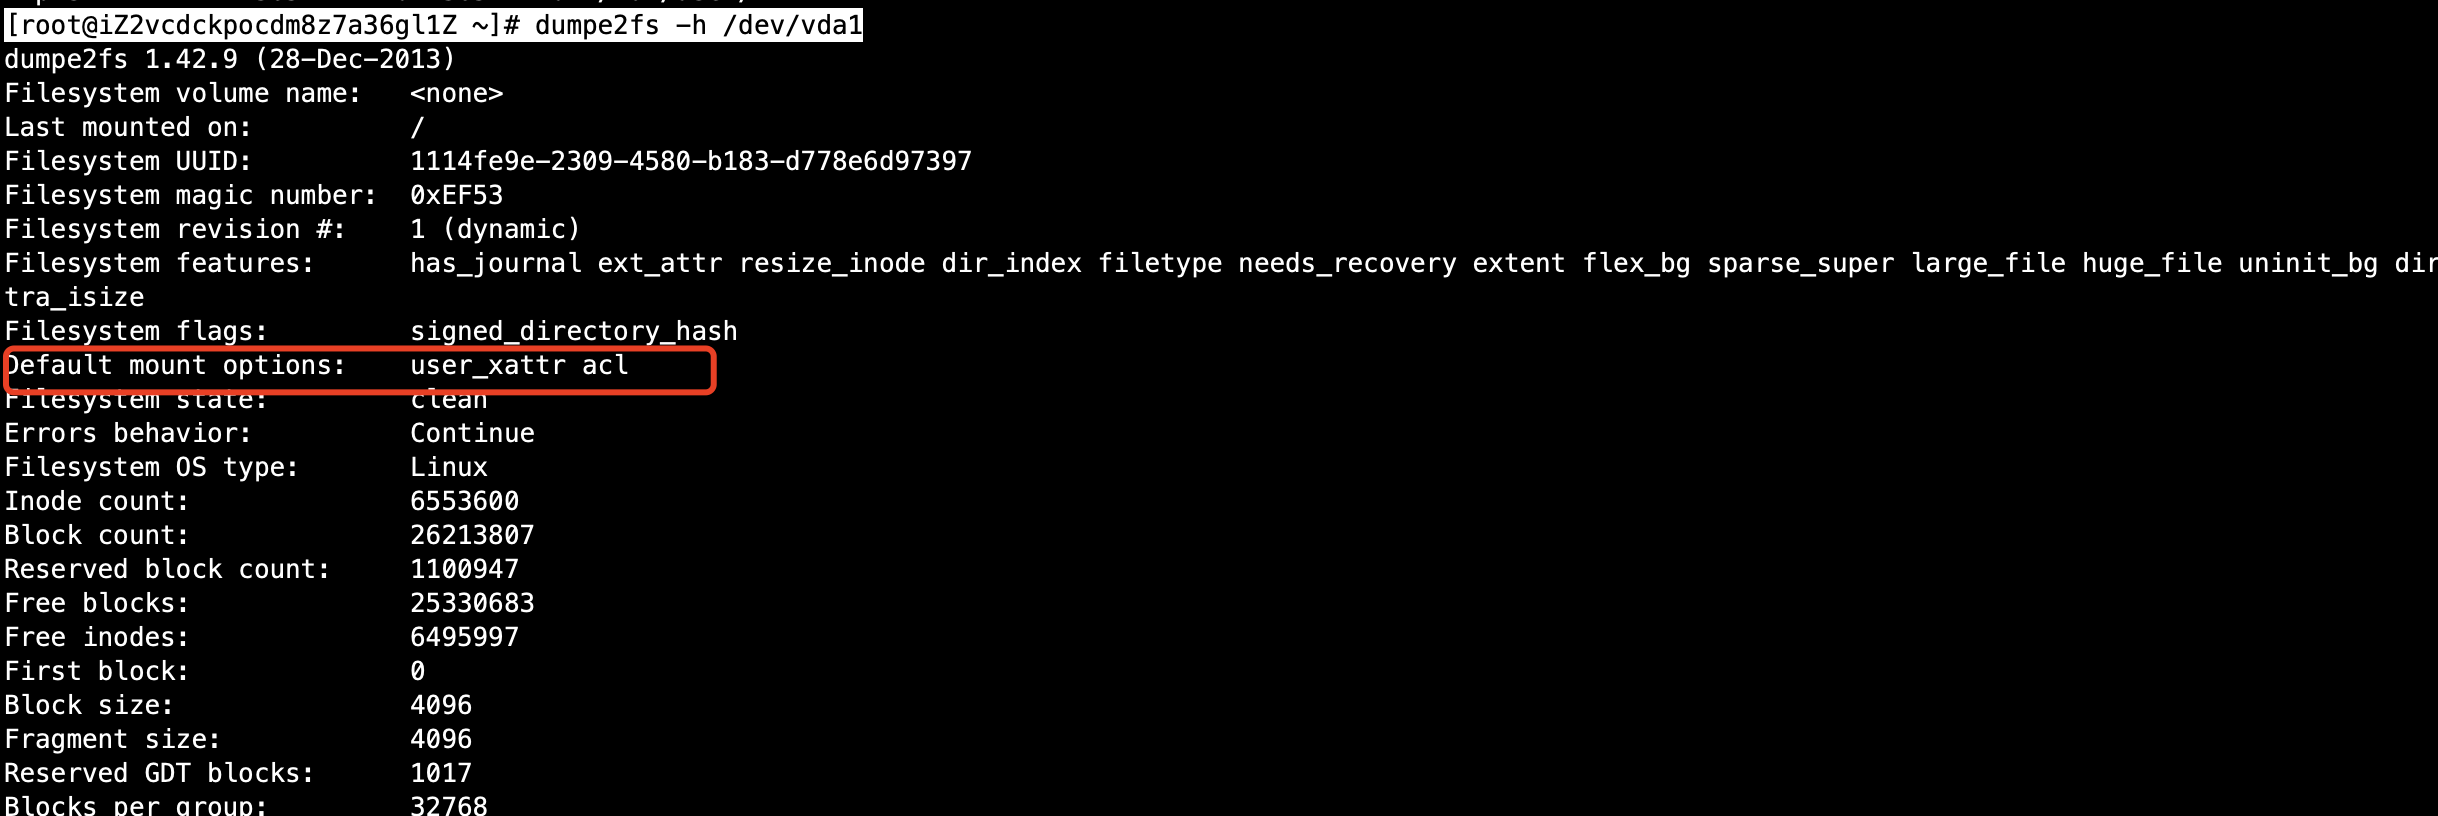 [root@iZ2vcdckpocdm8z7a36gl1Z ~]# dumpe2fs -h /dev/vda1
dumpe2fs 1.42.9 (28-Dec-2013)
Filesystem volume name:   <none>
Last mounted on:          /
Filesystem UUID:          1114fe9e-2309-4580-b183-d778e6d97397
Filesystem magic number:  0xEF53
Filesystem revision #:    1 (dynamic)
Filesystem features:      has_journal ext_attr resize_inode dir_index filetype needs_recovery extent flex_bg sparse_super large_file huge_file uninit_bg dir
tra_isize
Filesystem flags:         signed_directory_hash
Default mount options:    user_xattr acl
Filesystem state:         clean
Errors behavior:          Continue
Filesystem OS type:       Linux
Inode count:              6553600
Block count:              26213807
Reserved block count:     1100947
Free blocks:              25330683
Free inodes:              6495997
First block:              0
Block size:               4096
Fragment size:            4096
Reserved GDT blocks:      1017
Blocks per group:         32768